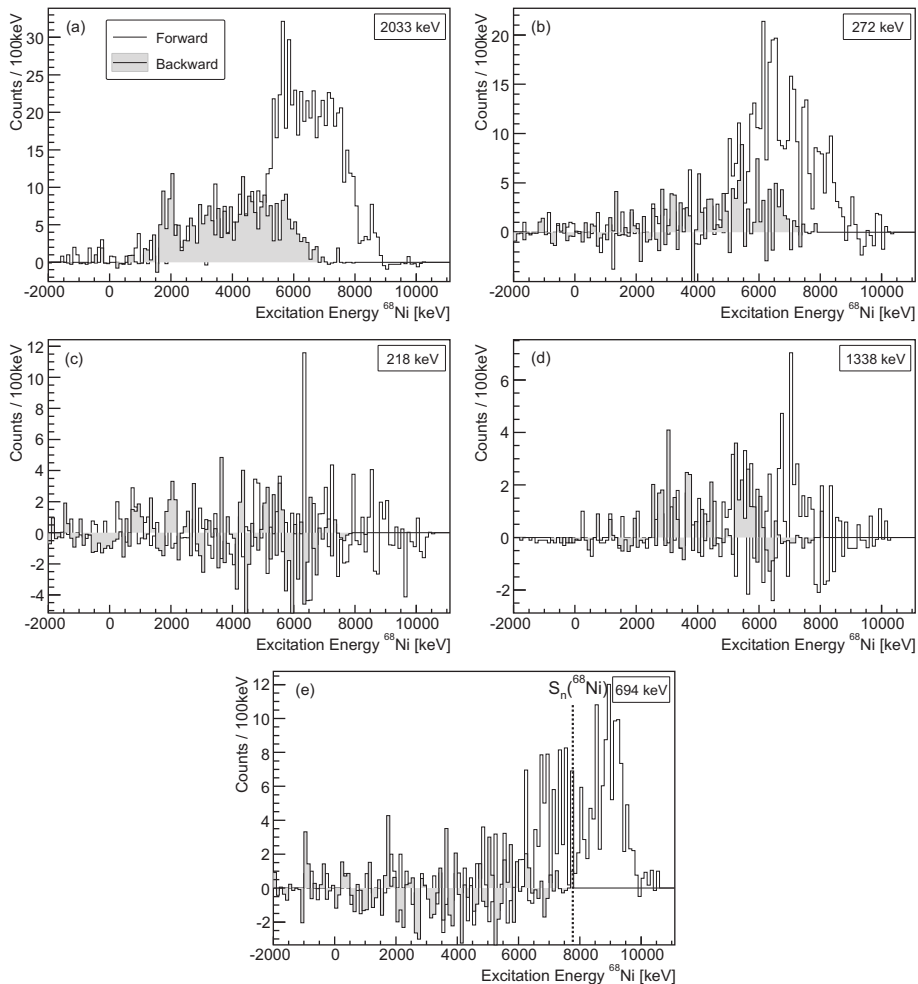 (a)
2033 keV
Forward
Backward
Counts / 100keV
30
25
20
15
10
5
0
-2000 0 2000 4000 6000 8000 10000
Excitation Energy ⁶⁸Ni [keV]
(b)
272 keV
Counts / 100keV
20
15
10
5
0
-5
-2000 0 2000 4000 6000 8000 10000
Excitation Energy ⁶⁸Ni [keV]
(c)
218 keV
Counts / 100keV
12
10
8
6
4
2
0
-2
-4
-2000 0 2000 4000 6000 8000 10000
Excitation Energy ⁶⁸Ni [keV]
(d)
1338 keV
Counts / 100keV
6
4
2
0
-2
-2000 0 2000 4000 6000 8000 10000
Excitation Energy ⁶⁸Ni [keV]
(e)
Sₙ(⁶⁸Ni)
694 keV
Counts / 100keV
12
10
8
6
4
2
0
-2
-2000 0 2000 4000 6000 8000 10000
Excitation Energy ⁶⁸Ni [keV]